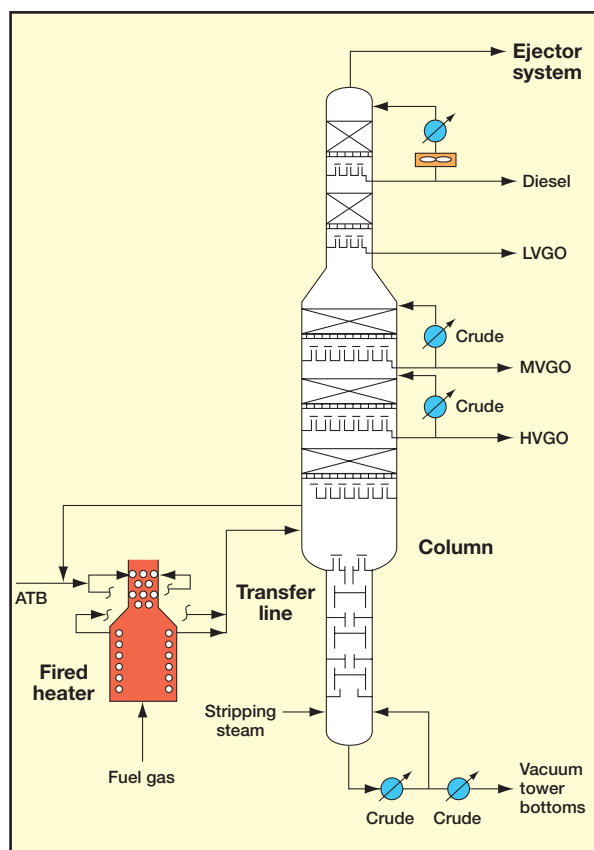 Ejector
system
Diesel
LVGO
Crude
MVGO
Crude
HVGO
Column
ATB
Transfer
line
Fired
heater
Stripping
steam
Fuel gas
Crude
Crude
Vacuum
tower
bottoms